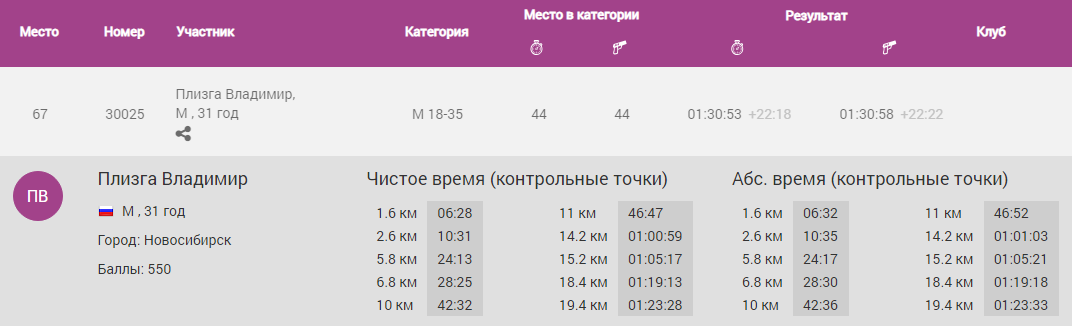 Место Номер Участник Категория Место в категории Результат Клуб
67 30025 Плизга Владимир, М 18-35 44 44 01:30:53 +22:18 01:30:58 +22:22
М , 31 год
ПВ Плизга Владимир Чистое время (контрольные точки) Абс. время (контрольные точки)
М , 31 год 1.6 км 06:28 11 км 46:47 1.6 км 06:32 11 км 46:52
2.6 км 10:31 14.2 км 01:00:59 2.6 км 10:35 14.2 км 01:01:03
Город: Новосибирск 5.8 км 24:13 15.2 км 01:05:17 5.8 км 24:17 15.2 км 01:05:21
Баллы: 550 6.8 км 28:25 18.4 км 01:19:13 6.8 км 28:30 18.4 км 01:19:18
10 км 42:32 19.4 км 01:23:28 10 км 42:36 19.4 км 01:23:33